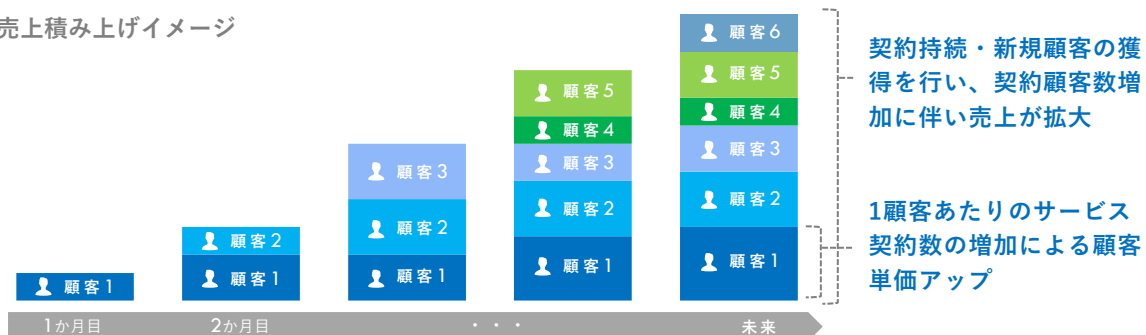 売上積み上げイメージ
顧客1
1か月目
顧客2
顧客1
2か月目
顧客3
顧客2
顧客1
・・・
顧客5
顧客4
顧客3
顧客2
顧客1
顧客6
顧客5
顧客4
顧客3
顧客2
顧客1
未来
契約持続・新規顧客の獲
得を行い、契約顧客数増
加に伴い売上が拡大
1顧客あたりのサービス
契約数の増加による顧客
単価アップ